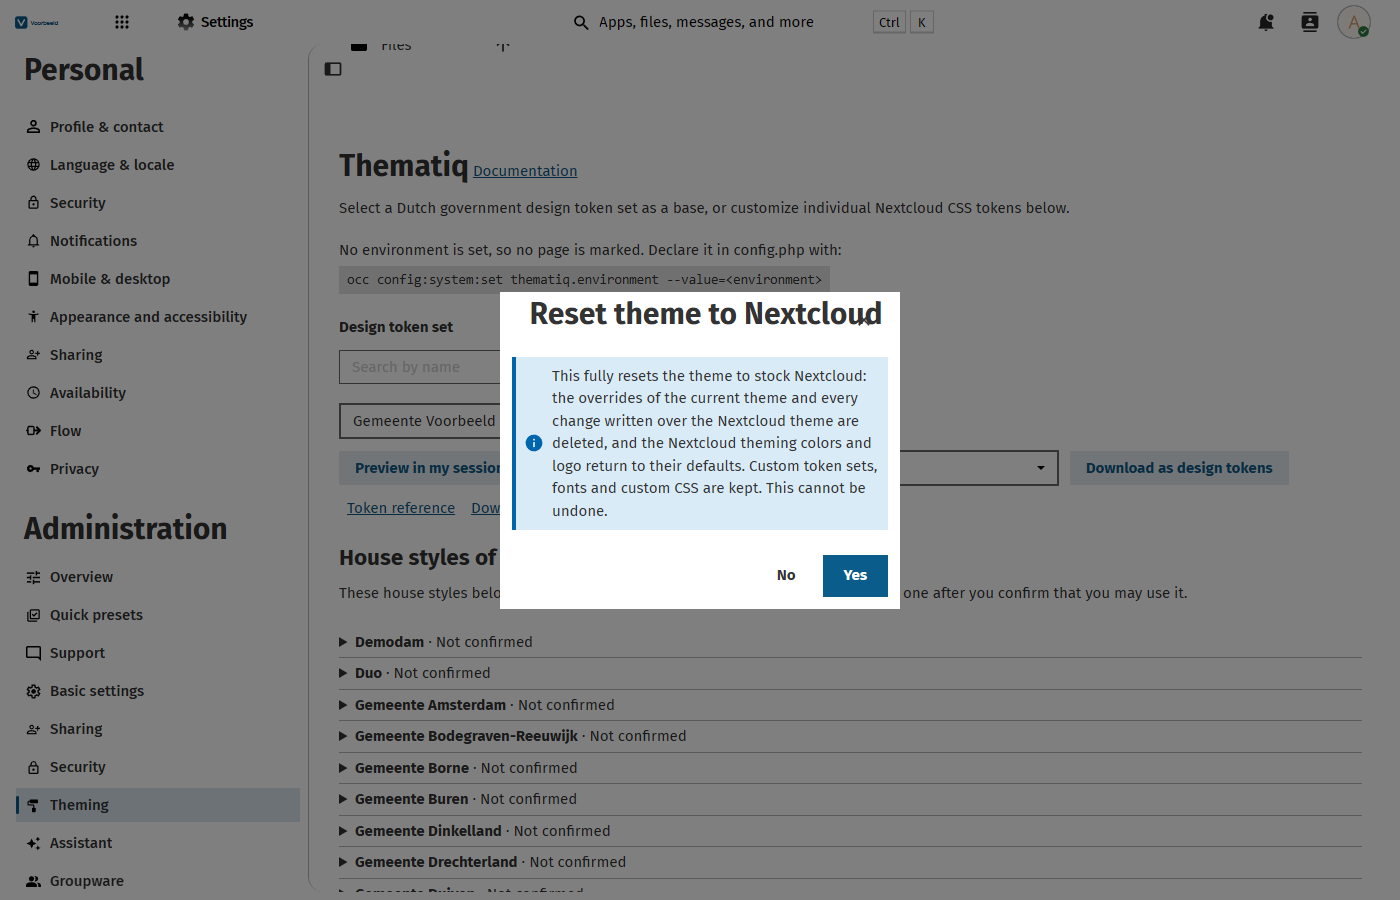 Voorbeeld
Settings
Apps, files, messages, and more
Ctrl
K
A
Personal
Profile & contact
Language & locale
Security
Notifications
Mobile & desktop
Appearance and accessibility
Sharing
Availability
Flow
Privacy
Administration
Overview
Quick presets
Support
Basic settings
Sharing
Security
Theming
Assistant
Groupware
Files
Thematiq Documentation
Select a Dutch government design token set as a base, or customize individual Nextcloud CSS tokens below.
No environment is set, so no page is marked. Declare it in config.php with:
occ config:system:set thematiq.environment --value=<environment>
Design token set
Search by name
Gemeente Voorbeeld
Preview in my session
Download as design tokens
Token reference Dow
House styles of
These house styles belo
one after you confirm that you may use it.
Demodam · Not confirmed
Duo · Not confirmed
Gemeente Amsterdam · Not confirmed
Gemeente Bodegraven-Reeuwijk · Not confirmed
Gemeente Borne · Not confirmed
Gemeente Buren · Not confirmed
Gemeente Dinkelland · Not confirmed
Gemeente Drechterland · Not confirmed
Gemeente Duiven · Not confirmed
Reset theme to Nextcloud
This fully resets the theme to stock Nextcloud:
the overrides of the current theme and every
change written over the Nextcloud theme are
deleted, and the Nextcloud theming colors and
logo return to their defaults. Custom token sets,
fonts and custom CSS are kept. This cannot be
undone.
No
Yes